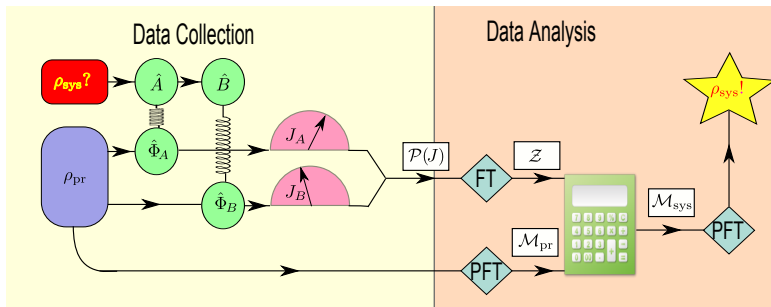 Data Collection
Data Analysis
ρsys?
Â
B̂
ρsys!
Φ̂A
JA
ρpr
P(J)
Z
FT
JB
Φ̂B
Msys
PFT
Mpr
PFT